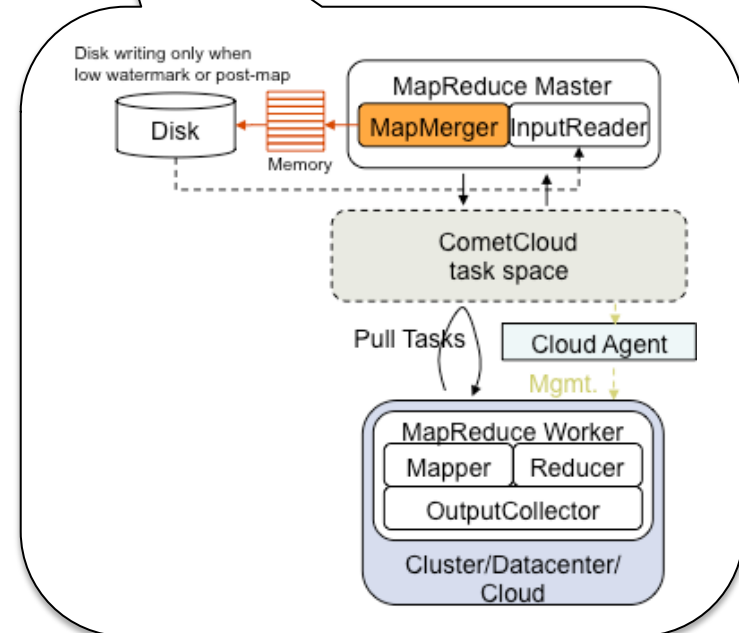 Disk writing only when
low watermark or post-map
MapReduce Master
MapMerger
InputReader
Disk
Memory
CometCloud
task space
Pull Tasks
Cloud Agent
Mgmt.
MapReduce Worker
Mapper
Reducer
OutputCollector
Cluster/Datacenter/
Cloud